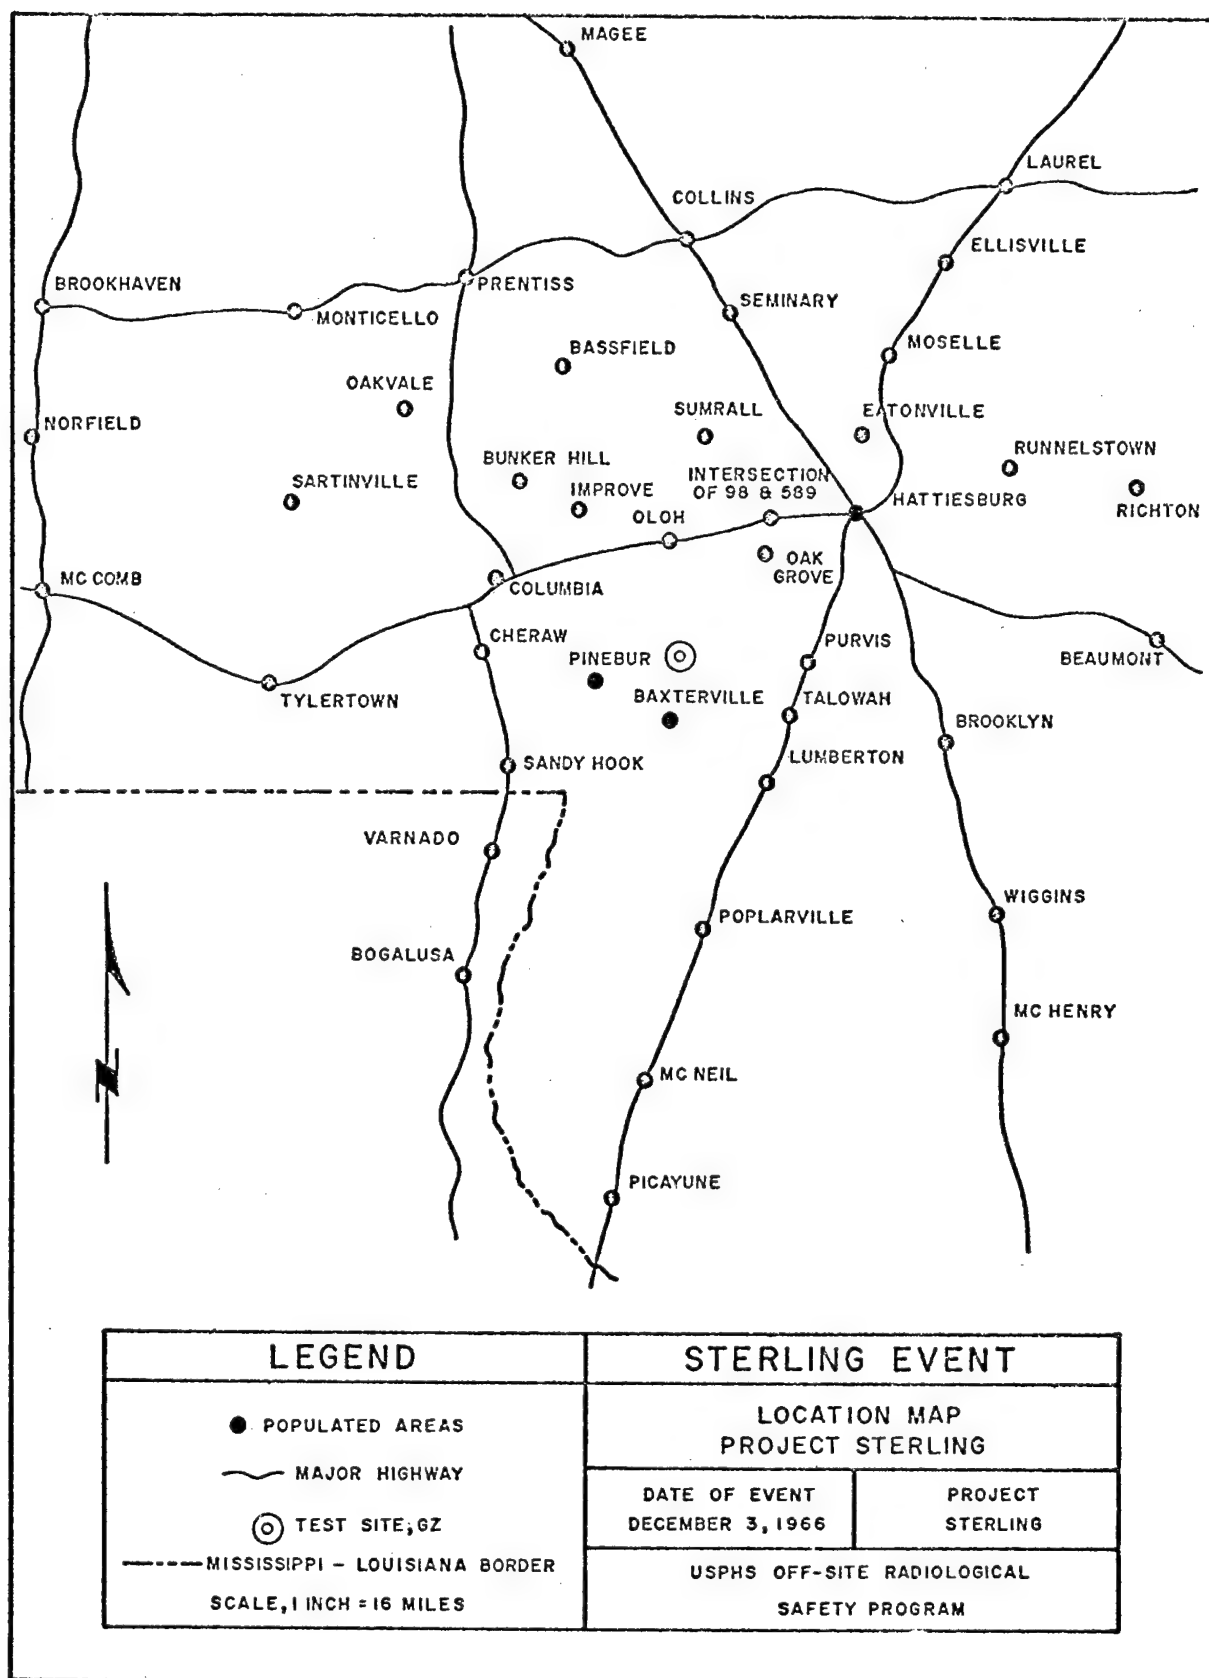 MAGEE
LAUREL
COLLINS
ELLISVILLE
BROOKHAVEN
PRENTISS
SEMINARY
MONTICELLO
MOSELLE
BASSFIELD
OAKVALE
SUMRALL
EATONVILLE
NORFIELD
RUNNELSTOWN
BUNKER HILL
SARTINVILLE
INTERSECTION
OF 98 & 589
IMPROVE
HATTIESBURG
RICHTON
OLOH
OAK
GROVE
MC COMB
COLUMBIA
CHERAW
PURVIS
PINEBUR
BEAUMONT
BAXTERVILLE
TALOWAH
TYLERTOWN
BROOKLYN
LUMBERTON
SANDY HOOK
VARNADO
WIGGINS
POPLARVILLE
BOGALUSA
MC HENRY
N
MC NEIL
PICAYUNE
LEGEND
POPULATED AREAS
MAJOR HIGHWAY
TEST SITE, GZ
MISSISSIPPI - LOUISIANA BORDER
SCALE, 1 INCH = 16 MILES
STERLING EVENT
LOCATION MAP
PROJECT STERLING
DATE OF EVENT
DECEMBER 3, 1966
PROJECT
STERLING
USPHS OFF-SITE RADIOLOGICAL
SAFETY PROGRAM